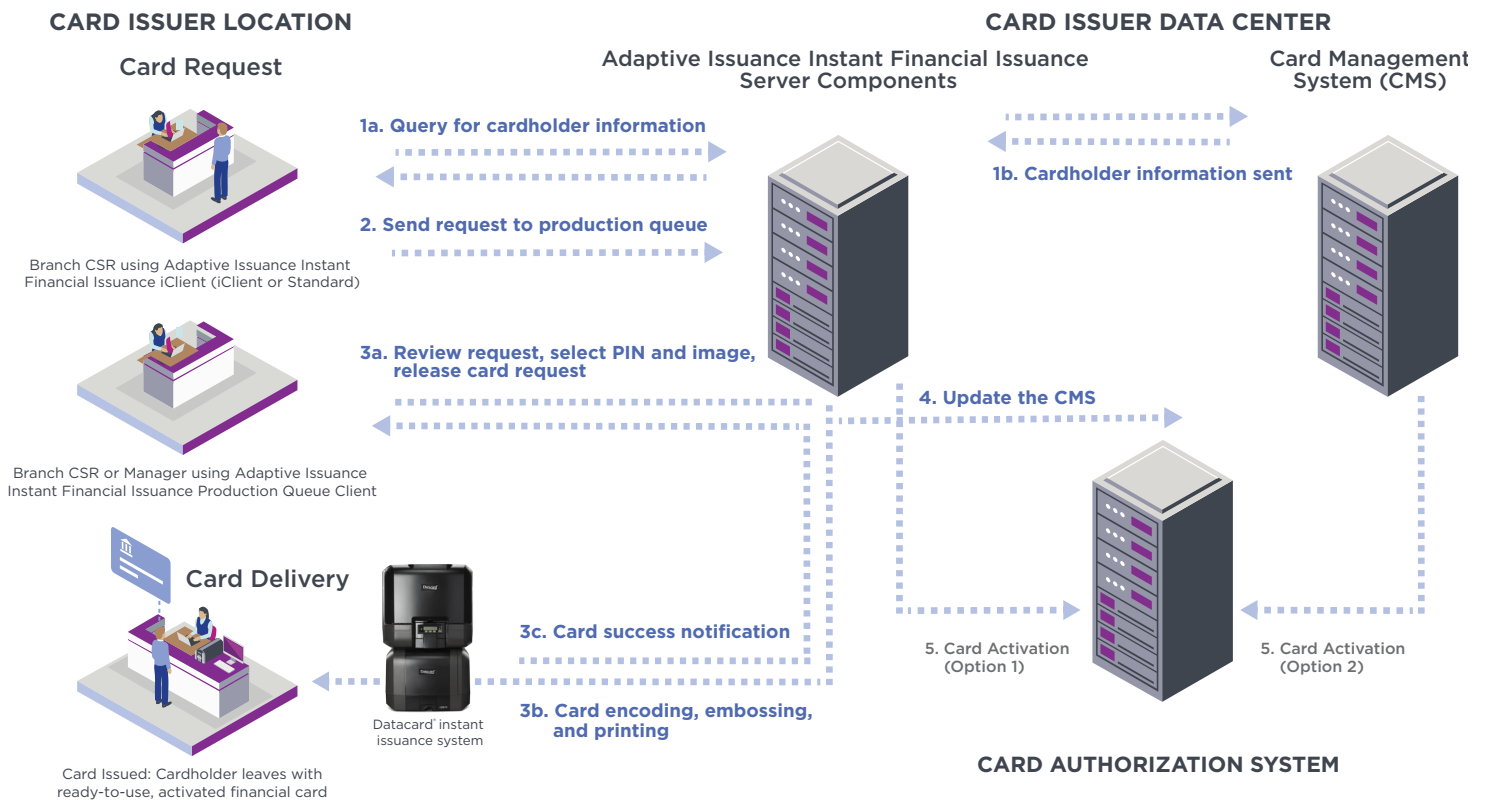 CARD ISSUER LOCATION
CARD ISSUER DATA CENTER
Card Request
Adaptive Issuance Instant Financial Issuance
Server Components
Card Management
System (CMS)
1a. Query for cardholder information
1b. Cardholder information sent
2. Send request to production queue
Branch CSR using Adaptive Issuance Instant
Financial Issuance iClient (iClient or Standard)
3a. Review request, select PIN and image,
release card request
4. Update the CMS
Branch CSR or Manager using Adaptive Issuance
Instant Financial Issuance Production Queue Client
Card Delivery
3c. Card success notification
5. Card Activation
(Option 1)
5. Card Activation
(Option 2)
3b. Card encoding, embossing,
and printing
Datacard® instant
issuance system
Card Issued: Cardholder leaves with
ready-to-use, activated financial card
CARD AUTHORIZATION SYSTEM